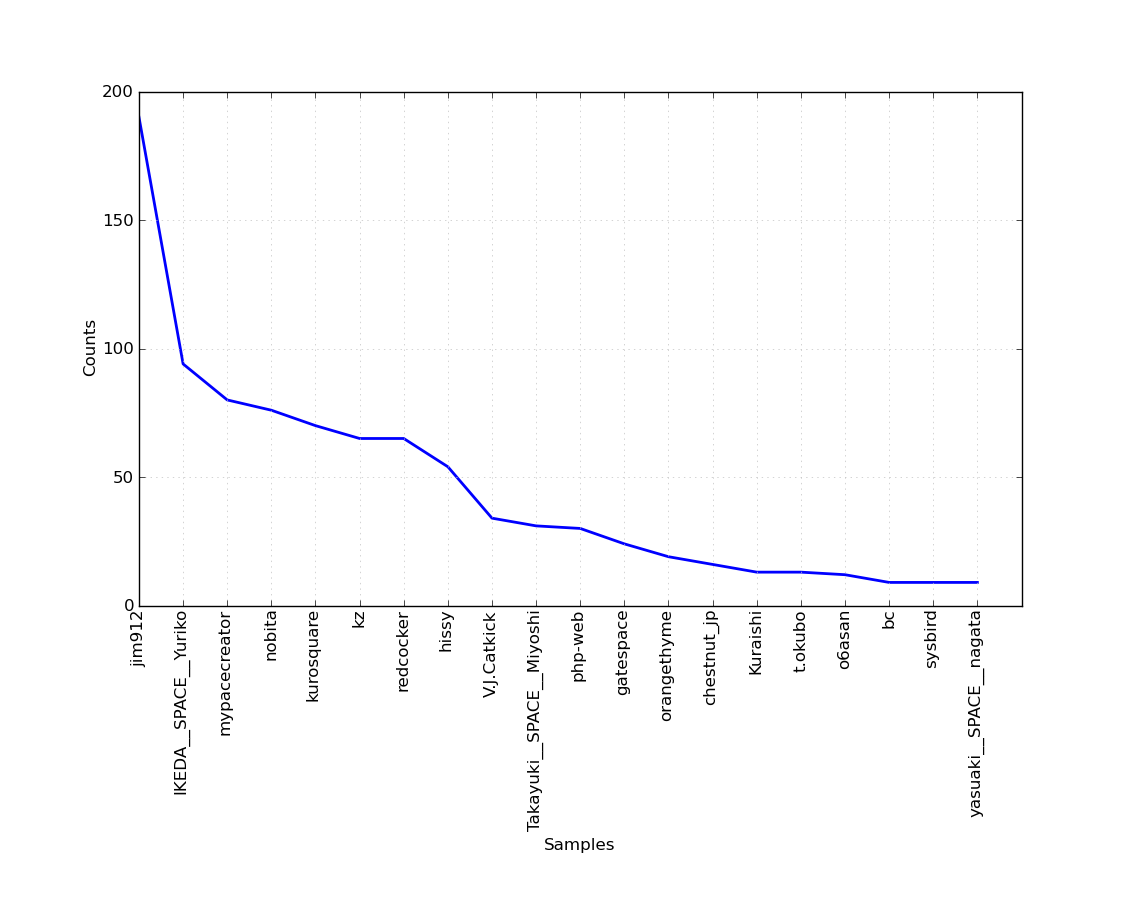 200
150
100
50
0
Counts
jim912
IKEDA__SPACE__Yuriko
mypacecreator
nobita
kurosquare
kz
redcocker
hissy
V.J.Catkick
Takayuki__SPACE__Miyoshi
php-web
gatespace
orangethyme
chestnut_jp
Kuraishi
t.okubo
o6asan
bc
sysbird
yasuaki__SPACE__nagata
Samples